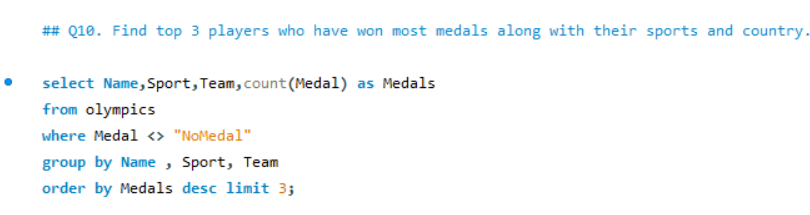 ## Q10. Find top 3 players who have won most medals along with their sports and country.
select Name,Sport,Team,count(Medal) as Medals
from olympics
where Medal <> "NoMedal"
group by Name , Sport, Team
order by Medals desc limit 3;